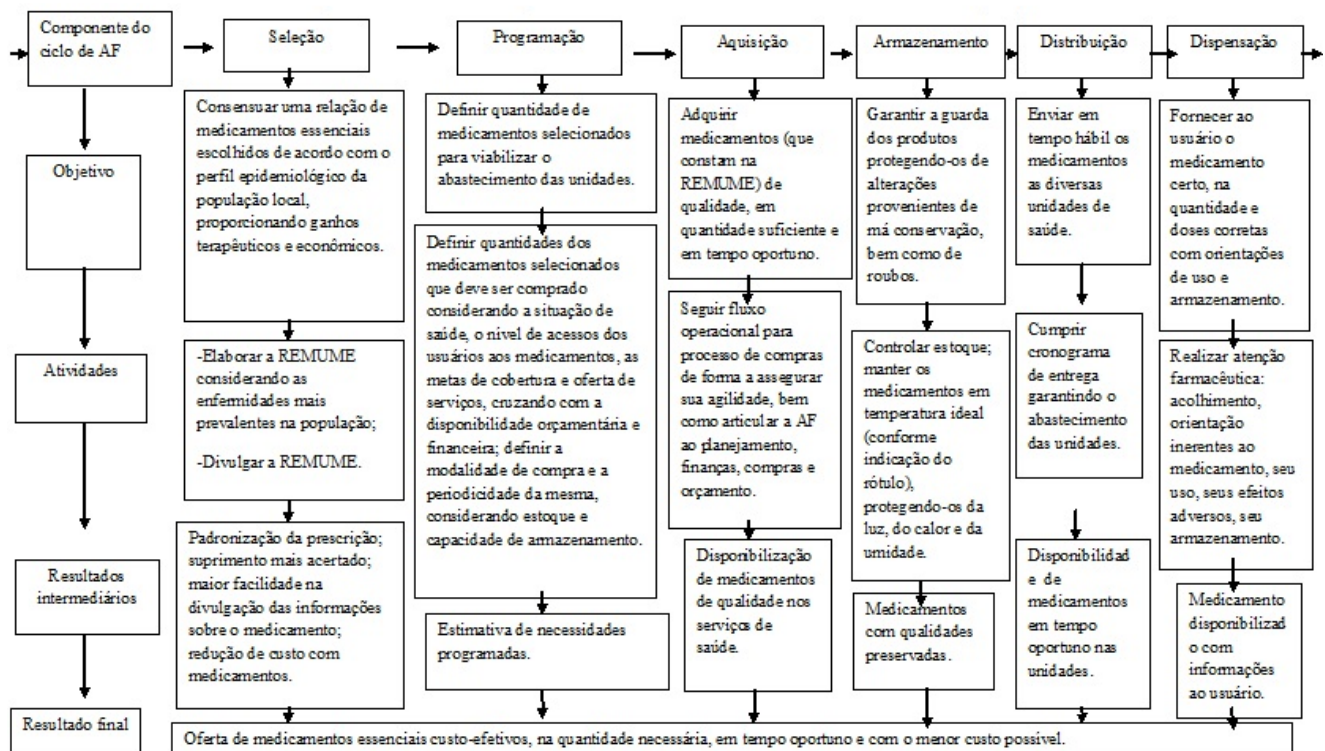 Componente do
ciclo de AF
Seleção
Programação
Aquisição
Armazenamento
Distribuição
Dispensação
Objetivo
Consensuar uma relação de
medicamentos essenciais
escolhidos de acordo com o
perfil epidemiológico da
população local,
proporcionando ganhos
terapêuticos e econômicos.
Definir quantidade de
medicamentos selecionados
para viabilizar o
abastecimento das unidades.
Adquirir
medicamentos (que
constam na
REMUME) de
qualidade, em
quantidade suficiente e
em tempo oportuno.
Garantir a guarda
dos produtos
protegendo-os de
alterações
provenientes de
má conservação,
bem como de
roubos.
Enviar em
tempo hábil os
medicamentos
as diversas
unidades de
saúde.
Fornecer ao
usuário o
medicamento
certo, na
quantidade e
doses corretas
com orientações
de uso e
armazenamento.
Atividades
-Elaborar a REMUME
considerando as
enfermidades mais
prevalentes na população;
-Divulgar a REMUME.
Definir quantidades dos
medicamentos selecionados
que deve ser comprado
considerando a situação de
saúde, o nível de acessos dos
usuários aos medicamentos, as
metas de cobertura e oferta de
serviços, cruzando com a
disponibilidade orçamentária e
financeira; definir a
modalidade de compra e a
periodicidade da mesma,
considerando estoque e
capacidade de armazenamento.
Seguir fluxo
operacional para
processo de compras
de forma a assegurar
sua agilidade, bem
como articular a AF
ao planejamento,
finanças, compras e
orçamento.
Controlar estoque;
manter os
medicamentos em
temperatura ideal
(conforme
indicação do
rótulo),
protegendo-os da
luz, do calor e da
umidade.
Cumprir
cronograma
de entrega
garantindo o
abastecimento
das unidades.
Realizar atenção
farmacêutica:
acolhimento,
orientação
inerentes ao
medicamento, seu
uso, seus efeitos
adversos, seu
armazenamento.
Resultados
intermediários
Padronização da prescrição;
suprimento mais acertado;
maior facilidade na
divulgação das informações
sobre o medicamento;
redução de custo com
medicamentos.
Estimativa de necessidades
programadas.
Disponibilização
de medicamentos
de qualidade nos
serviços de
saúde.
Medicamentos
com qualidades
preservadas.
Disponibilidad
e de
medicamentos
em tempo
oportuno nas
unidades.
Medicamento
disponibilizad
o com
informações
ao usuário.
Resultado final
Oferta de medicamentos essenciais custo-efetivos, na quantidade necessária, em tempo oportuno e com o menor custo possível.